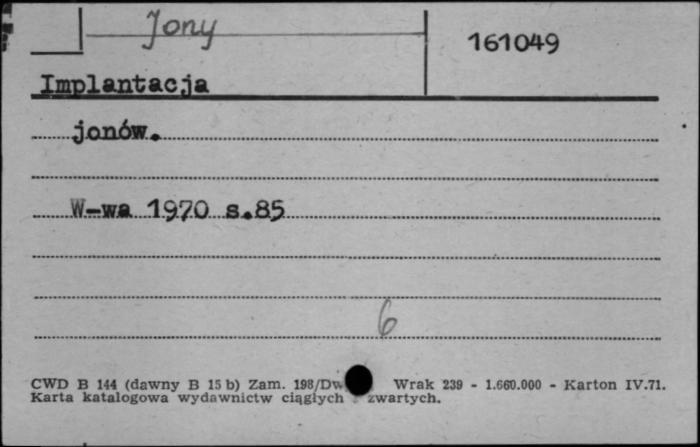 Jony
161049
Implantacja
jonów.
W-wa 1970 s.85
6
CWD B 144 (dawny B 15 b) Zam. 198/Dw Wrak 239 - 1.660.000 - Karton IV.71.
Karta katalogowa wydawnictw ciągłych zwartych.